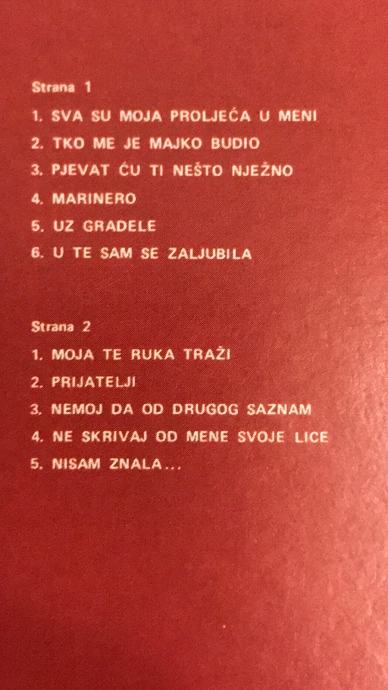 Strana 1
1. SVA SU MOJA PROLJEĆA U MENI
2. TKO ME JE MAJKO BUDIO
3. PJEVAT ĆU TI NEŠTO NJEŽNO
4. MARINERO
5. UZ GRADELE
6. U TE SAM SE ZALJUBILA
Strana 2
1. MOJA TE RUKA TRAŽI
2. PRIJATELJI
3. NEMOJ DA OD DRUGOG SAZNAM
4. NE SKRIVAJ OD MENE SVOJE LICE
5. NISAM ZNALA...